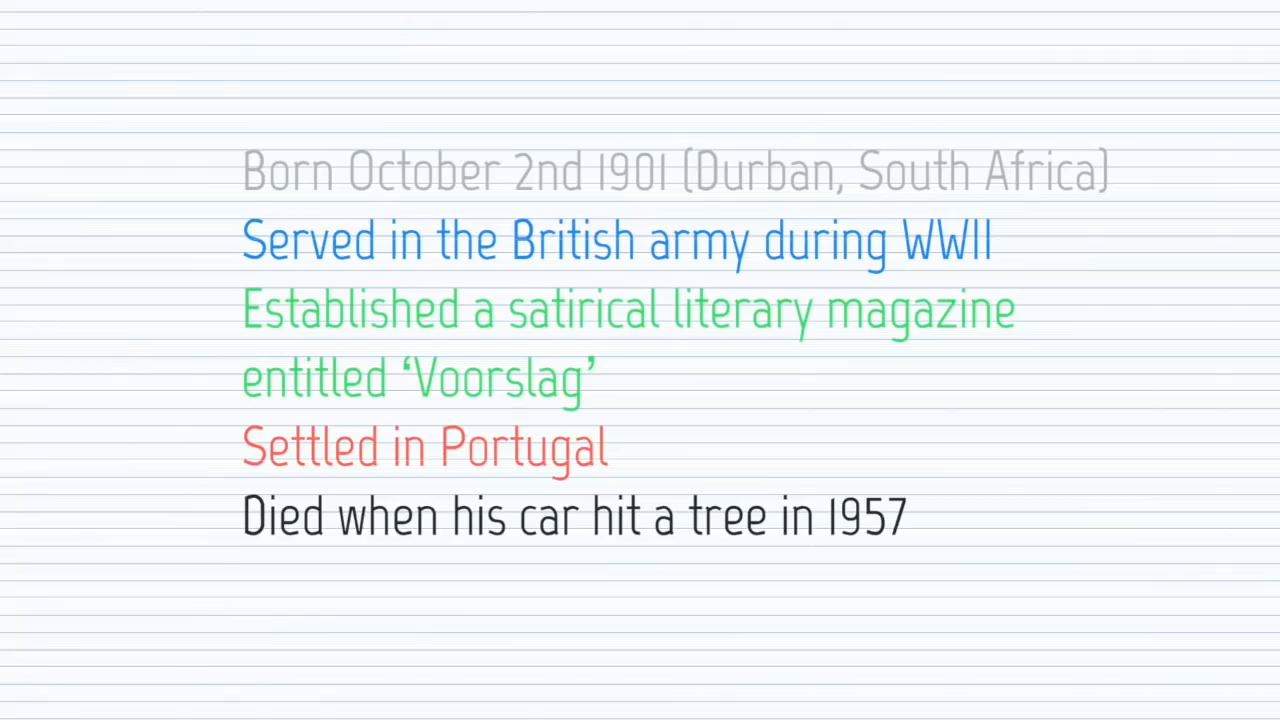 Born October 2nd 1901 (Durban, South Africa)
Served in the British army during WWII
Established a satirical literary magazine
entitled ‘Voorslag’
Settled in Portugal
Died when his car hit a tree in 1957